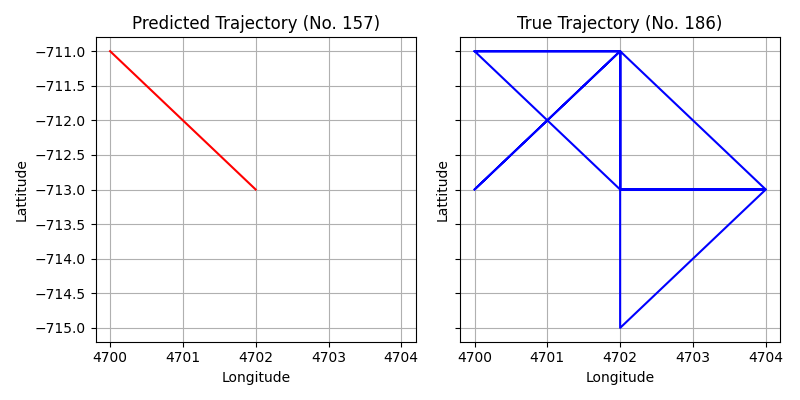 Predicted Trajectory (No. 157)
True Trajectory (No. 186)
−711.0
−711.5
−712.0
−712.5
−713.0
−713.5
−714.0
−714.5
−715.0
Lattitude
Lattitude
4700 4701 4702 4703 4704
4700 4701 4702 4703 4704
Longitude
Longitude